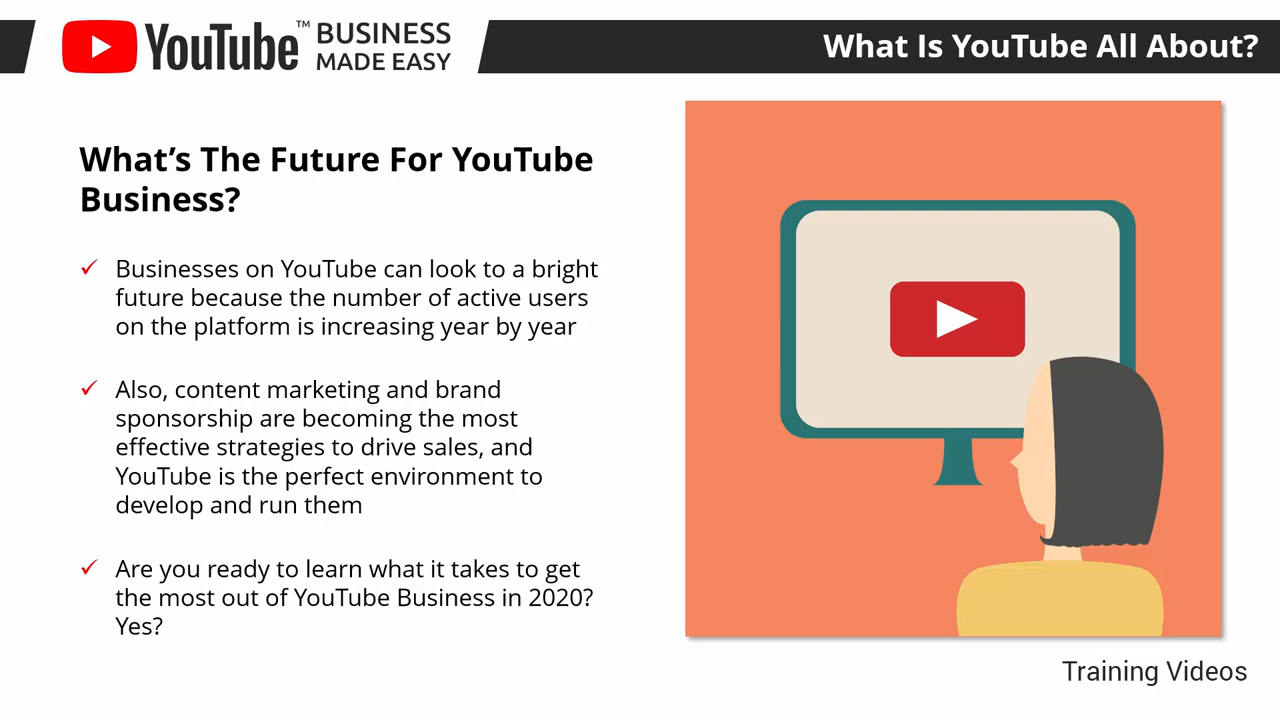 YouTube™ BUSINESS
MADE EASY
What Is YouTube All About?
What’s The Future For YouTube
Business?
✓ Businesses on YouTube can look to a bright
future because the number of active users
on the platform is increasing year by year
✓ Also, content marketing and brand
sponsorship are becoming the most
effective strategies to drive sales, and
YouTube is the perfect environment to
develop and run them
✓ Are you ready to learn what it takes to get
the most out of YouTube Business in 2020?
Yes?
Training Videos